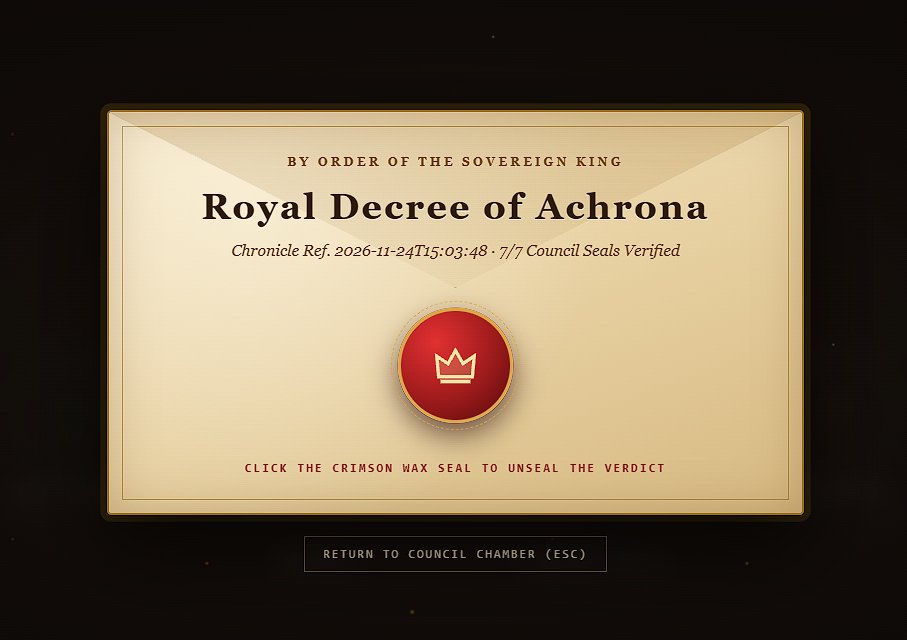 BY ORDER OF THE SOVEREIGN KING
Royal Decree of Achrona
Chronicle Ref. 2026-11-24T15:03:48 · 7/7 Council Seals Verified
CLICK THE CRIMSON WAX SEAL TO UNSEAL THE VERDICT
RETURN TO COUNCIL CHAMBER (ESC)